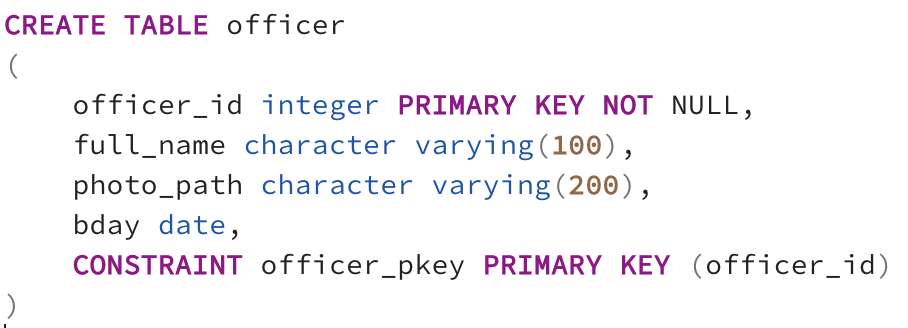 CREATE TABLE officer
(
    officer_id integer PRIMARY KEY NOT NULL,
    full_name character varying(100),
    photo_path character varying(200),
    bday date,
    CONSTRAINT officer_pkey PRIMARY KEY (officer_id)
)